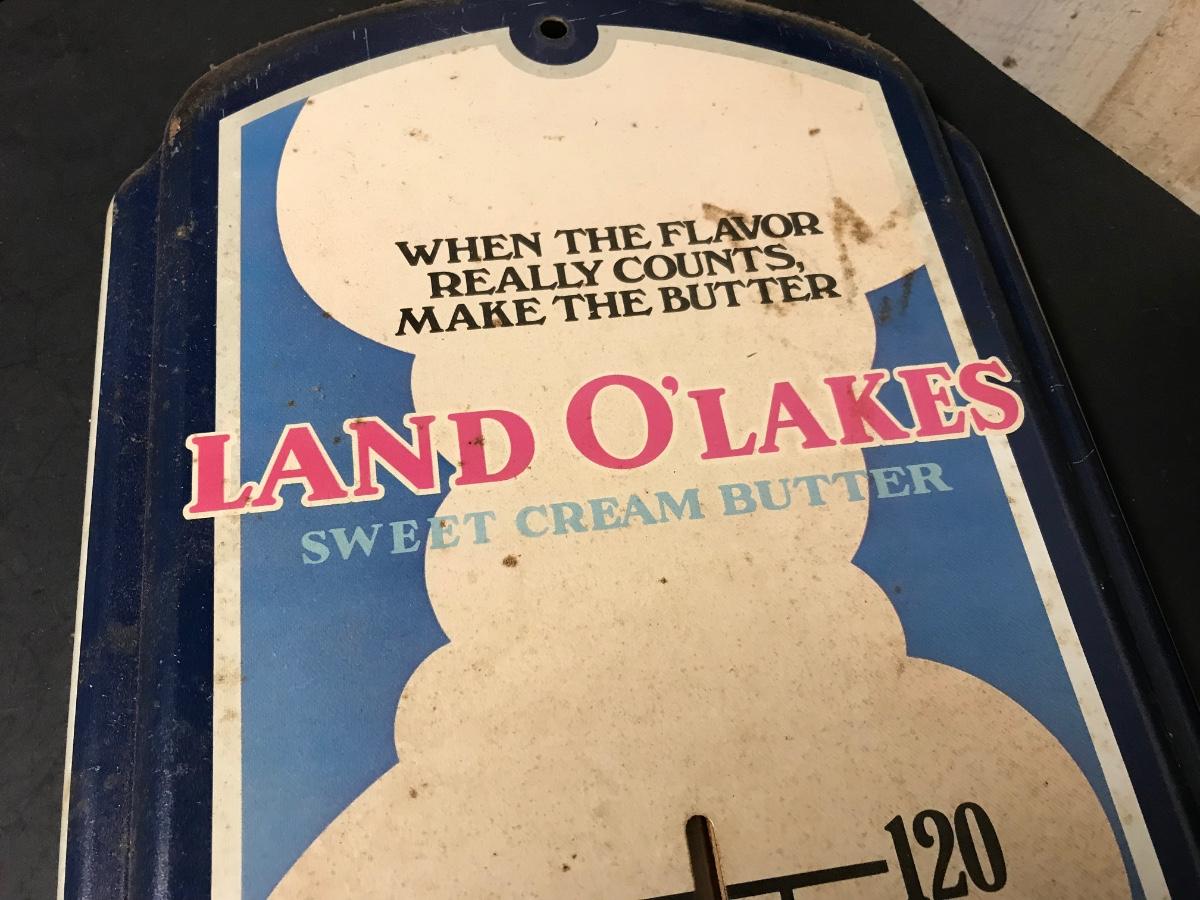 WHEN THE FLAVOR
REALLY COUNTS,
MAKE THE BUTTER
LAND O'LAKES
SWEET CREAM BUTTER
120